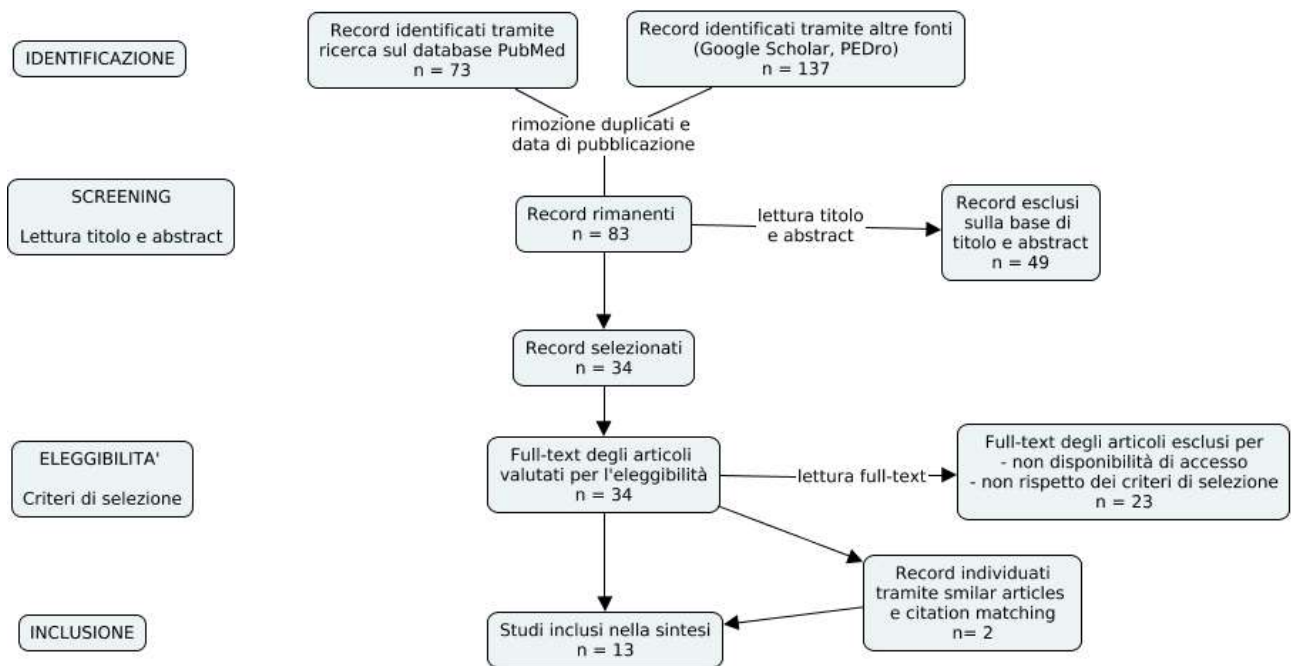 IDENTIFICAZIONE
Record identificati tramite
ricerca sul database PubMed
n = 73
Record identificati tramite altre fonti
(Google Scholar, PEDro)
n = 137
rimozione duplicati e
data di pubblicazione
SCREENING
Lettura titolo e abstract
Record rimanenti
n = 83
lettura titolo
e abstract
Record esclusi
sulla base di
titolo e abstract
n = 49
Record selezionati
n = 34
ELEGGIBILITA'
Criteri di selezione
Full-text degli articoli
valutati per l'eleggibilità
n = 34
lettura full-text
Full-text degli articoli esclusi per
- non disponibilità di accesso
- non rispetto dei criteri di selezione
n = 23
Record individuati
tramite smilar articles
e citation matching
n= 2
INCLUSIONE
Studi inclusi nella sintesi
n = 13